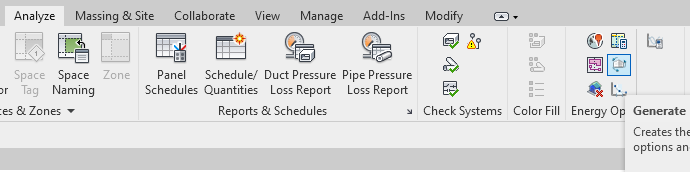 Analyze Massing & Site Collaborate View Manage Add-Ins Modify
Space Space Zone Panel Schedule/ Duct Pressure Pipe Pressure
or Tag Naming Schedules Quantities Loss Report Loss Report
es & Zones Reports & Schedules Check Systems Color Fill Energy Op
Generate
Creates the
options an